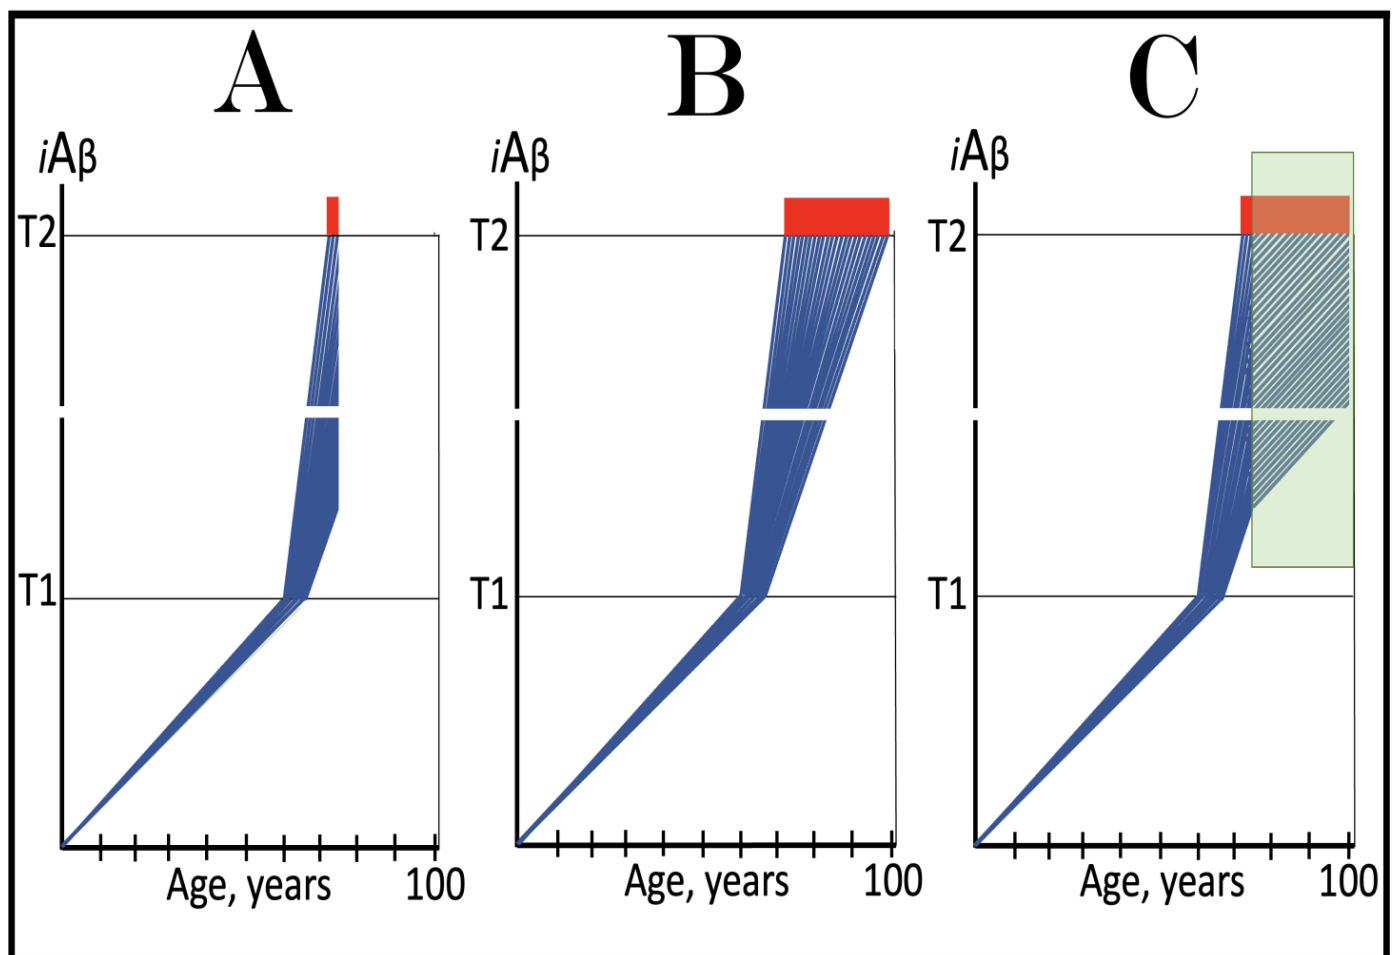 A B C
iAβ iAβ iAβ
T2 T2 T2
T1 T1 T1
Age, years 100 Age, years 100 Age, years 100